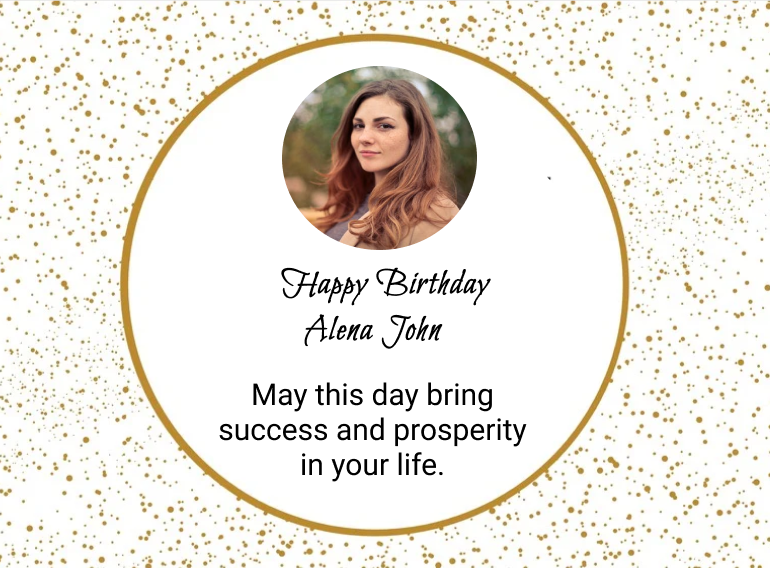 Happy Birthday
Alena John
May this day bring
success and prosperity
in your life.